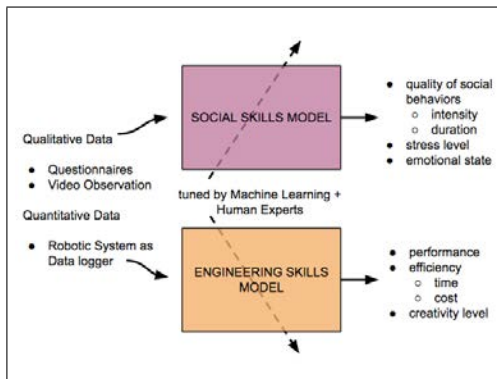 Qualitative Data
● Questionnaires
● Video Observation
Quantitative Data
● Robotic System as
Data logger
SOCIAL SKILLS MODEL
tuned by Machine Learning +
Human Experts
ENGINEERING SKILLS
MODEL
● quality of social
behaviors
○ intensity
○ duration
● stress level
● emotional state
● performance
● efficiency
○ time
○ cost
● creativity level